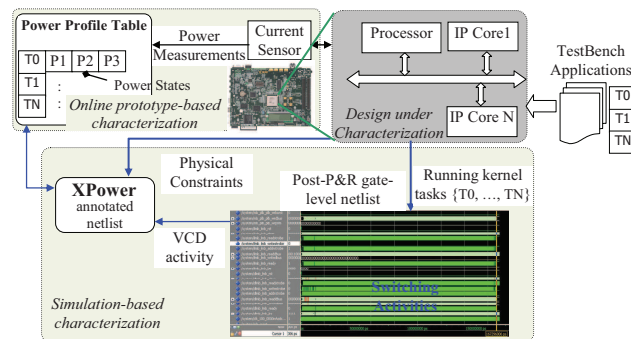 Power Profile Table
T0 P1 P2 P3
T1 :
TN :
Power States
Online prototype-based
characterization
Power
Measurements
Current
Sensor
Processor
IP Core1
IP Core N
Design under
Characterization
TestBench
Applications
T0
T1
TN
XPower
annotated
netlist
Physical
Constraints
VCD
activity
Post-P&R gate-
level netlist
Running kernel
tasks {T0, …, TN}
Switching
Activities
Simulation-based
characterization